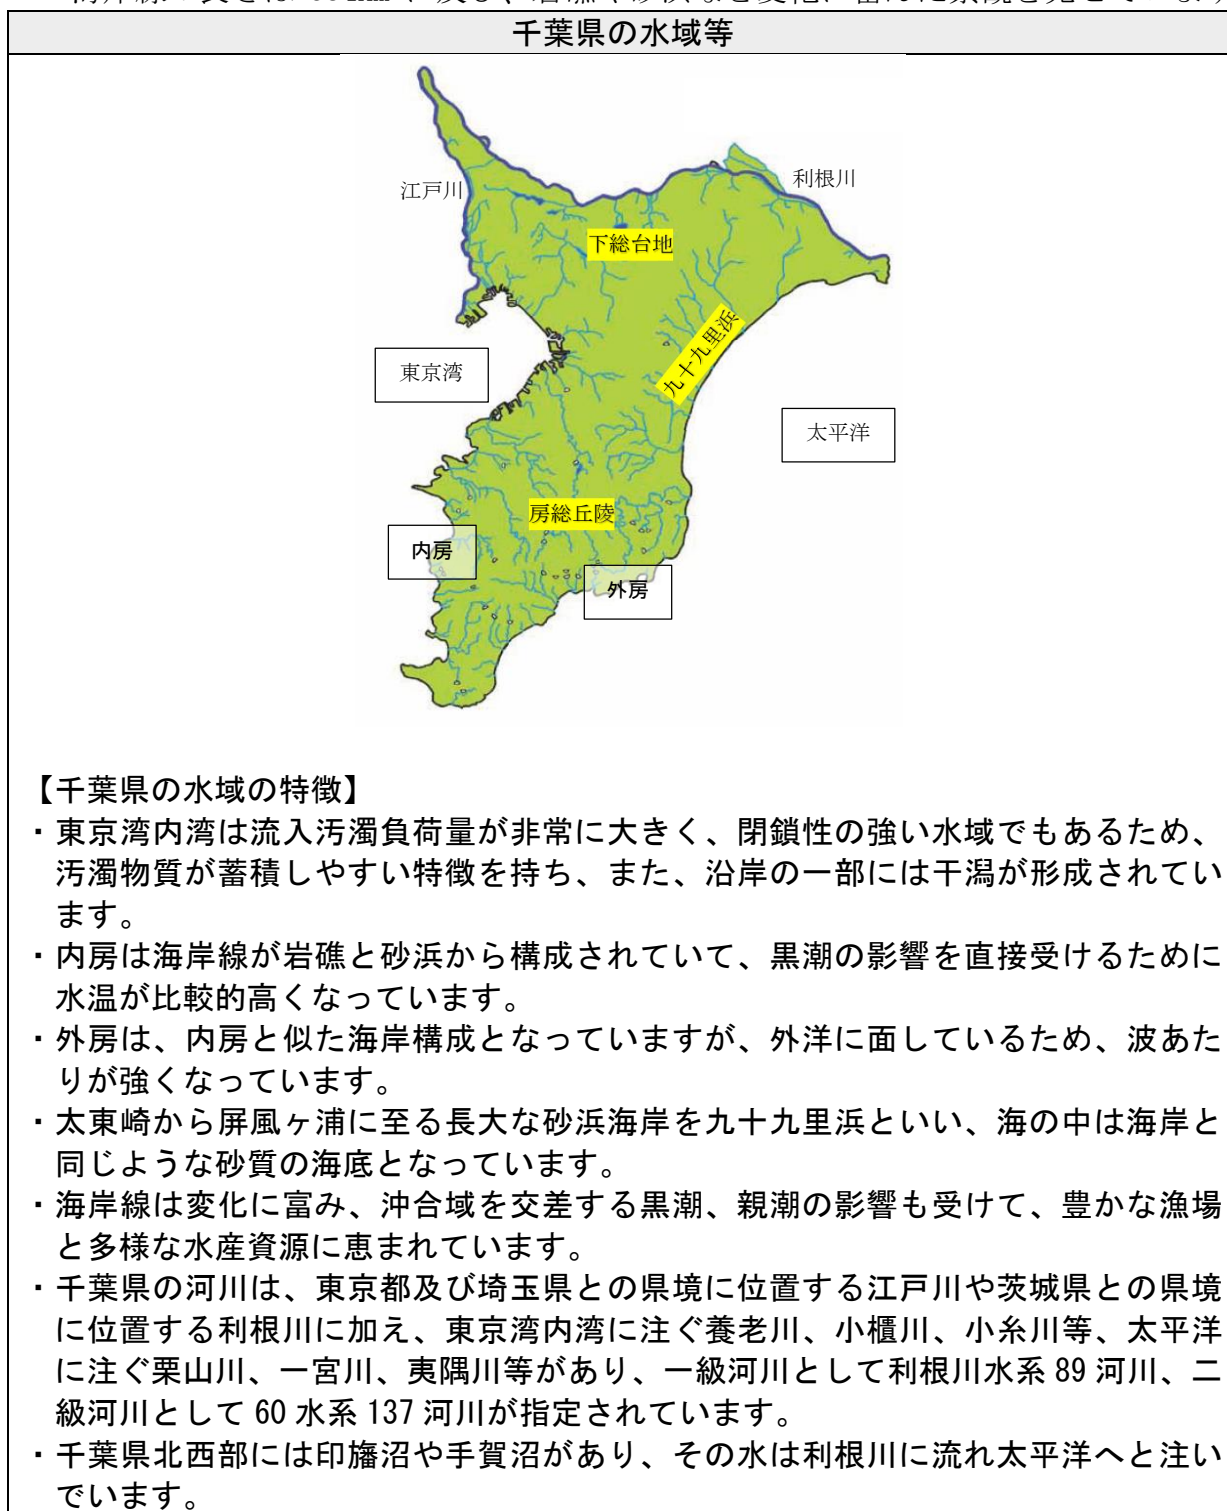 千葉県の水域等
江戸川
利根川
下総台地
九十九里浜
東京湾
太平洋
房総丘陵
内房
外房
【千葉県の水域の特徴】
・東京湾内湾は流入汚濁負荷量が非常に大きく、閉鎖性の強い水域でもあるため、
汚濁物質が蓄積しやすい特徴を持ち、また、沿岸の一部には干潟が形成されてい
ます。
・内房は海岸線が岩礁と砂浜から構成されていて、黒潮の影響を直接受けるために
水温が比較的高くなっています。
・外房は、内房と似た海岸構成となっていますが、外洋に面しているため、波あた
りが強くなっています。
・太東崎から屏風ヶ浦に至る長大な砂浜海岸を九十九里浜といい、海の中は海岸と
同じような砂質の海底となっています。
・海岸線は変化に富み、沖合域を交差する黒潮、親潮の影響も受けて、豊かな漁場
と多様な水産資源に恵まれています。
・千葉県の河川は、東京都及び埼玉県との県境に位置する江戸川や茨城県との県境
に位置する利根川に加え、東京湾内湾に注ぐ養老川、小櫃川、小糸川等、太平洋
に注ぐ栗山川、一宮川、夷隅川等があり、一級河川として利根川水系 89 河川、二
級河川として 60 水系 137 河川が指定されています。
・千葉県北西部には印旛沼や手賀沼があり、その水は利根川に流れ太平洋へと注い
でいます。